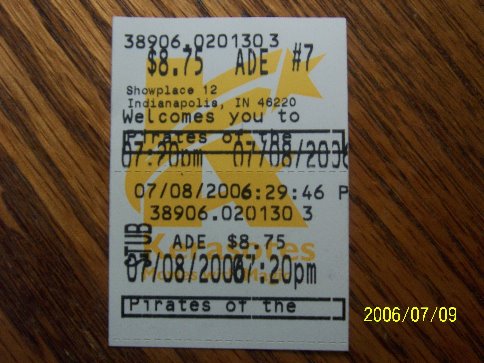 38906.020130 3
$8.75 ADE #7
Showplace 12
Indianapolis, IN 46220
Welcomes you to
Pirates of the
07:20pm 07/08/2006
07/08/2006 6:29:46 P
38906.020130 3
STUB
ADE $8.75
Kerasotes
07/08/2006 07:20pm
Pirates of the
2006/07/09